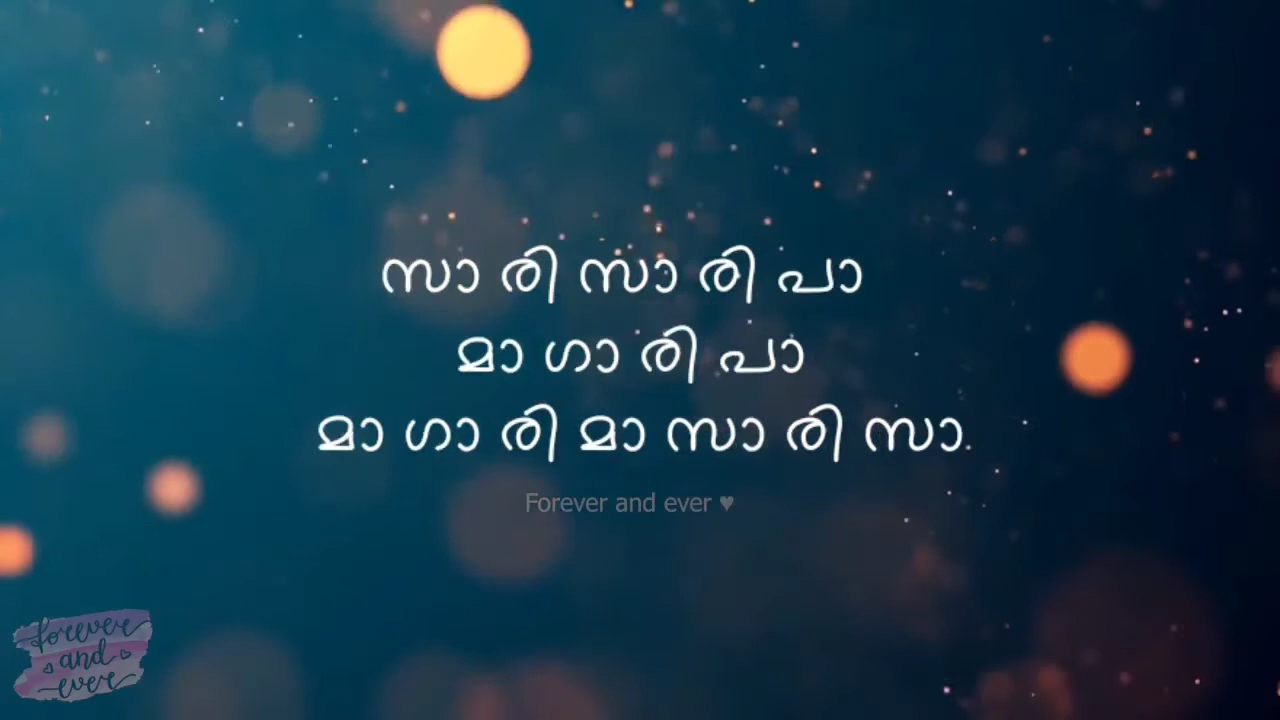 സാ രി സാ രി പാ
മാ ഗാ രി പാ
മാ ഗാ രി മാ സാ രി സാ
Forever and ever ♥
forever
and
ever